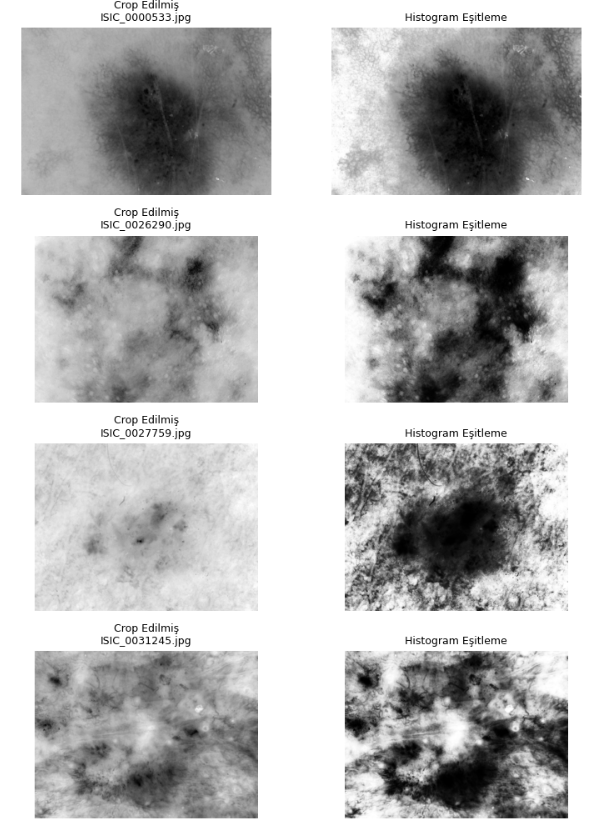 Crop Edilmiş
ISIC_0000533.jpg
Histogram Eşitleme
Crop Edilmiş
ISIC_0026290.jpg
Histogram Eşitleme
Crop Edilmiş
ISIC_0027759.jpg
Histogram Eşitleme
Crop Edilmiş
ISIC_0031245.jpg
Histogram Eşitleme